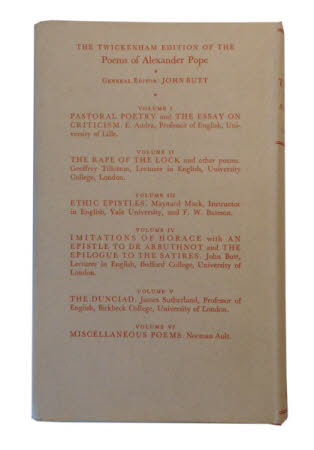 THE TWICKENHAM EDITION OF THE
Poems of Alexander Pope
GENERAL EDITOR: JOHN BUTT
VOLUME I
PASTORAL POETRY and THE ESSAY ON
CRITICISM. E. Audra, Professor of English, Uni-
versity of Lille.
VOLUME II
THE RAPE OF THE LOCK and other poems.
Geoffrey Tillotson, Lecturer in English, University
College, London.
VOLUME III
ETHIC EPISTLES. Maynard Mack, Instructor
in English, Yale University, and F. W. Bateson.
VOLUME IV
IMITATIONS OF HORACE with AN
EPISTLE TO DR ARBUTHNOT and THE
EPILOGUE TO THE SATIRES. John Butt,
Lecturer in English, Bedford College, University of
London.
VOLUME V
THE DUNCIAD. James Sutherland, Professor of
English, Birkbeck College, University of London.
VOLUME VI
MISCELLANEOUS POEMS. Norman Ault.